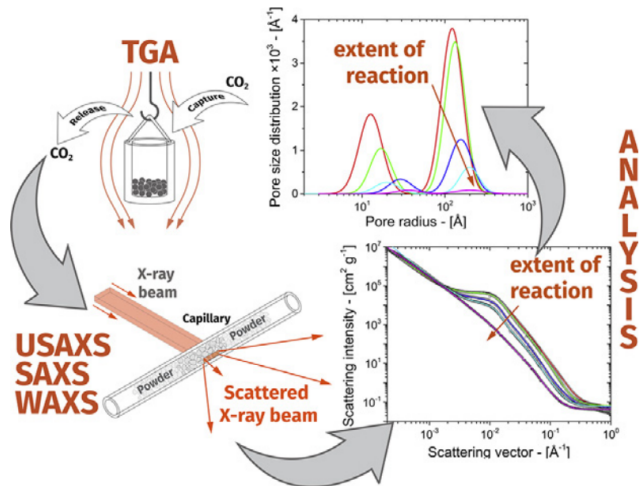 TGA
CO2
Capture
Release
CO2
Pore size distribution ×10³ - [Å⁻¹]
4
3
2
1
0
extent of
reaction
10¹
10²
10³
Pore radius - [Å]
X-ray
beam
Capillary
Powder
Powder
USAXS
SAXS
WAXS
Scattered
X-ray beam
Scattering intensity - [cm² g⁻¹]
10⁷
10⁵
10³
10¹
10⁻¹
extent of
reaction
10⁻³
10⁻²
10⁻¹
10⁰
Scattering vector - [Å⁻¹]
ANALYSIS